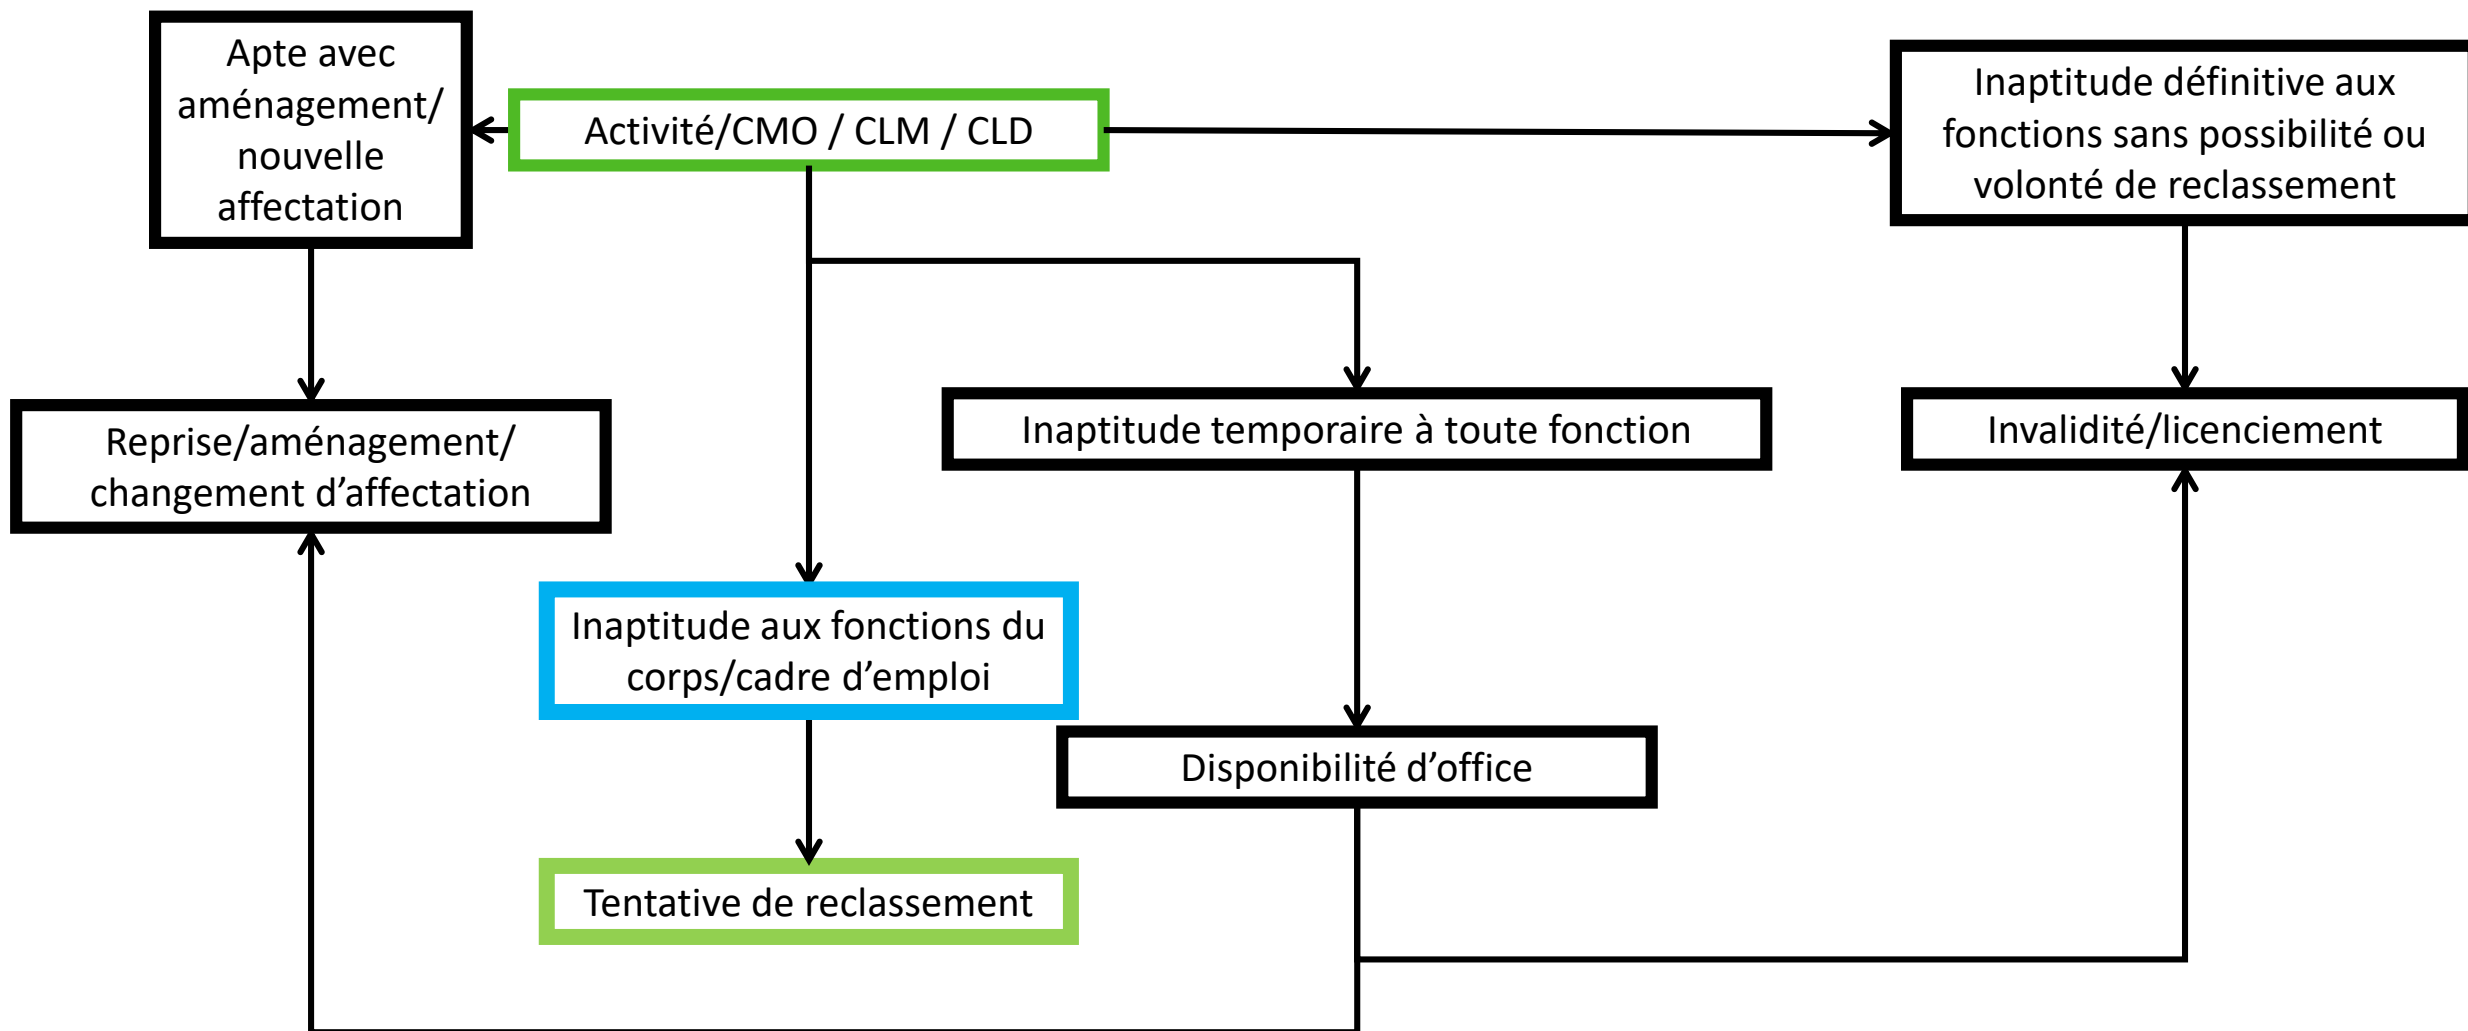 Apte avec
aménagement/
nouvelle
affectation
Activité/CMO / CLM / CLD
Inaptitude définitive aux
fonctions sans possibilité ou
volonté de reclassement
Reprise/aménagement/
changement d’affectation
Inaptitude temporaire à toute fonction
Invalidité/licenciement
Inaptitude aux fonctions du
corps/cadre d’emploi
Disponibilité d’office
Tentative de reclassement